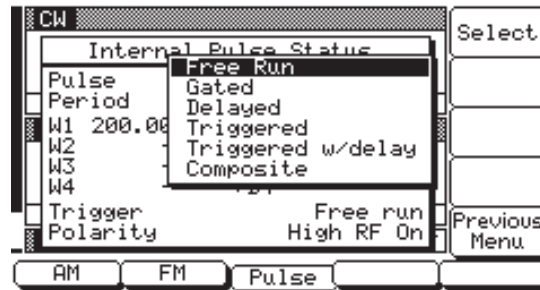 CW
Select
Internal Pulse Status
Free Run
Pulse
Gated
Period
Delayed
W1 200.00
Triggered
W2
Triggered w/delay
W3
Composite
W4
Trigger Free run
Polarity High RF On
Previous
Menu
AM FM Pulse